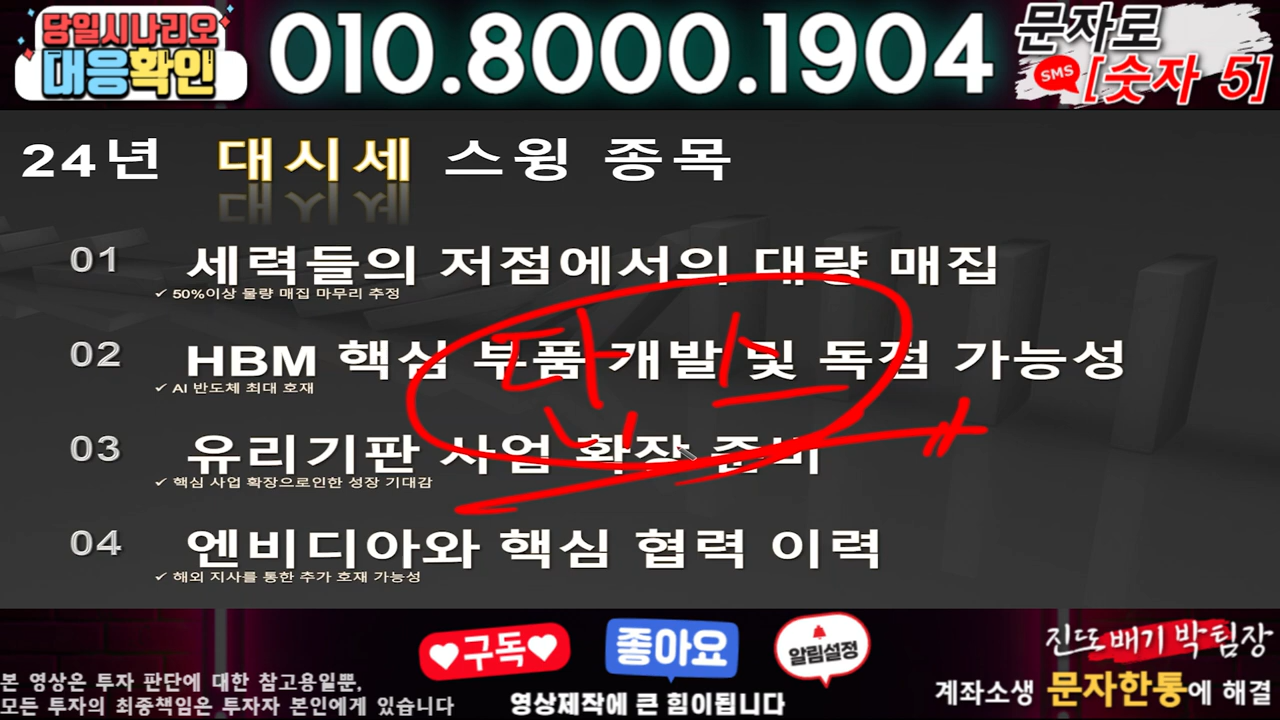 당일시나리오
대응확인
010.8000.1904
문자로
SMS [숫자 5]
24년 대시세 스윙 종목
01 세력들의 저점에서의 대량 매집
✓ 50%이상 물량 매집 마무리 추정
02 HBM 핵심 부품 개발 및 독점 가능성
✓ AI 반도체 최대 호재
단스
03 유리기판 사업 확장 준비
✓ 핵심 사업 확장으로인한 성장 기대감
04 엔비디아와 핵심 협력 이력
✓ 해외 지사를 통한 추가 호재 가능성
구독
좋아요
알림설정
영상제작에 큰 힘이됩니다
본 영상은 투자 판단에 대한 참고용일뿐,
모든 투자의 최종책임은 투자자 본인에게 있습니다
진또배기 박팀장
계좌소생 문자한통에 해결